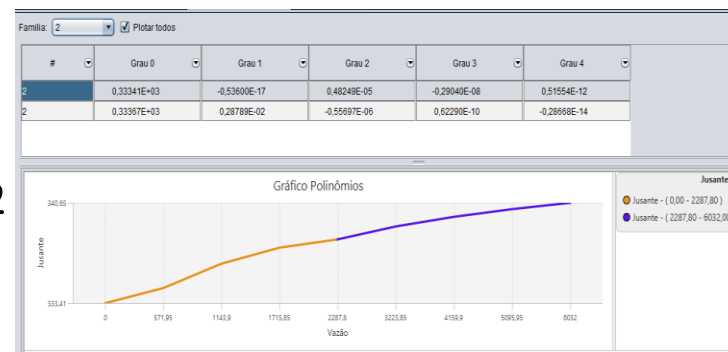 Família: 2 Plotar todos
# Grau 0 Grau 1 Grau 2 Grau 3 Grau 4
2 0,33341E+03 -0,53600E-17 0,48249E-05 -0,29040E-08 0,51554E-12
2 0,33367E+03 0,28789E-02 -0,55697E-06 0,62290E-10 -0,28668E-14
Gráfico Polinômios
Jusante
340,65
333,41
0 571,95 1143,9 1715,85 2287,8 3223,85 4159,9 5095,95 6032
Vazão
Jusante
Jusante - ( 0,00 - 2287,80 )
Jusante - ( 2287,80 - 6032,00